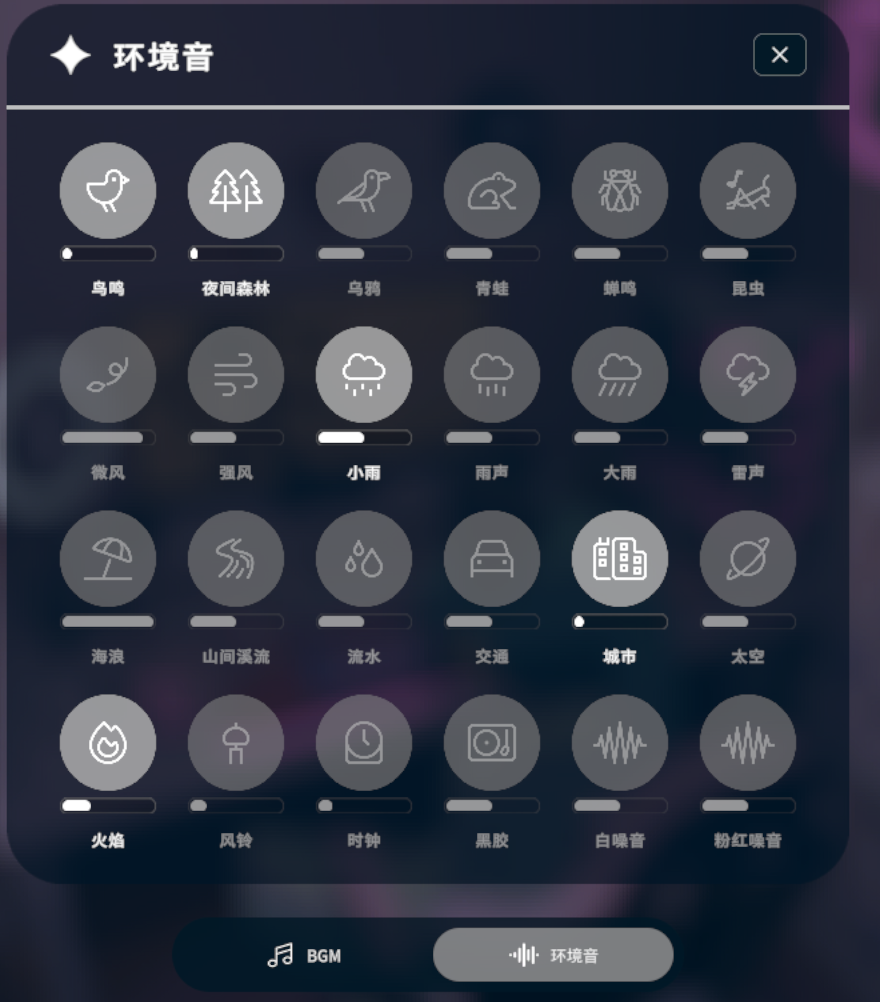 环境音
鸟鸣 夜间森林 乌鸦 青蛙 蝉鸣 昆虫
微风 强风 小雨 雨声 大雨 雷声
海浪 山间溪流 流水 交通 城市 太空
火焰 风铃 时钟 黑胶 白噪音 粉红噪音
BGM 环境音